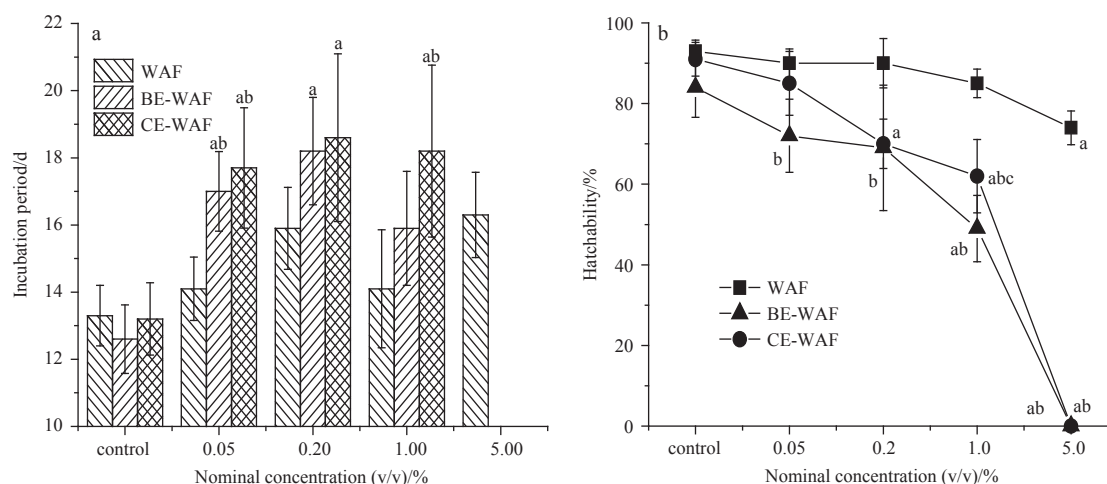 a
WAF
BE-WAF
CE-WAF
ab
ab
a
a
ab
22
20
18
16
14
12
10
Incubation period/d
control
0.05
0.20
1.00
5.00
Nominal concentration (v/v)/%
b
100
90
80
60
40
20
0
Hatchability/%
b
a
b
abc
ab
a
ab
ab
WAF
BE-WAF
CE-WAF
control
0.05
0.2
1.0
5.0
Nominal concentration (v/v)/%